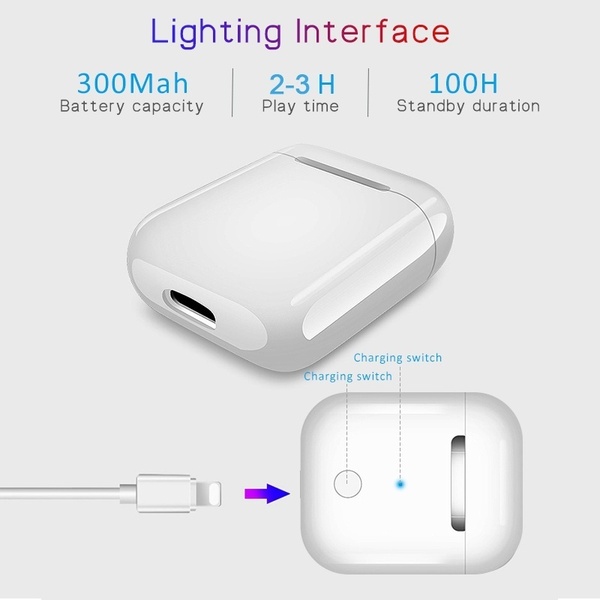 Lighting Interface
300Mah
Battery capacity
2-3 H
Play time
100H
Standby duration
Charging switch
Charging switch